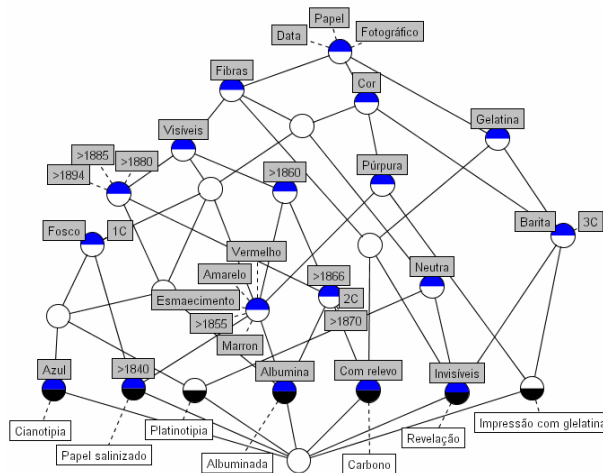 Papel
Data
Fotográfico
Fibras
Cor
Gelatina
Visíveis
>1885
>1880
>1894
>1860
Púrpura
Fosco
1C
Barita
3C
Vermelho
Amarelo
Esmaecimento
>1855
Marron
>1866
2C
>1870
Neutra
Azul
>1840
Albumina
Com relevo
Invisíveis
Cianotipia
Papel salinizado
Platinotipia
Albuminada
Carbono
Revelação
Impressão com glelatina